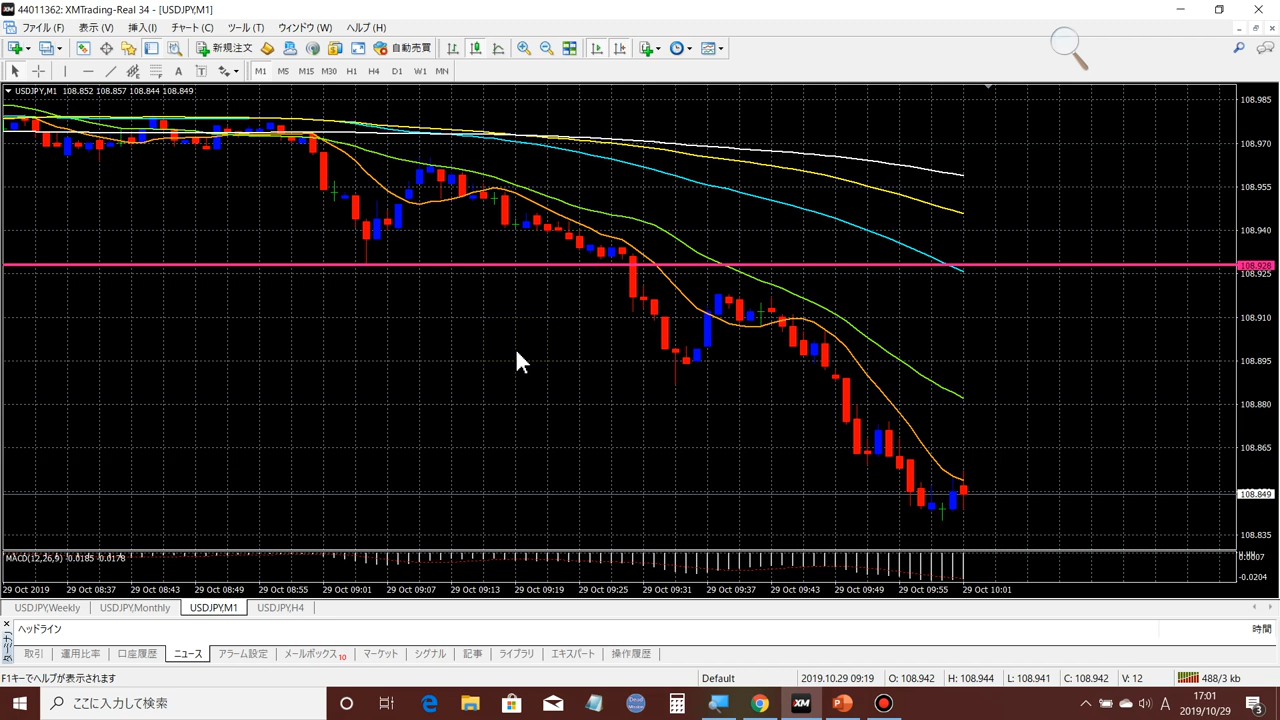 44011362: XMTrading-Real 34 - [USDJPY,M1]
ファイル (F) 表示 (V) 挿入(I) チャート (C) ツール (T) ウィンドウ (W) ヘルプ (H)
新規注文 自動売買
A T M1 M5 M15 M30 H1 H4 D1 W1 MN
USDJPY,M1 108.852 108.857 108.844 108.849
108.985
108.970
108.955
108.940
108.928
108.925
108.910
108.895
108.880
108.865
108.849
108.835
MACD(12,26,9) -0.0185 -0.0178
0.0007
-0.0204
29 Oct 2019 29 Oct 08:37 29 Oct 08:43 29 Oct 08:49 29 Oct 08:55 29 Oct 09:01 29 Oct 09:07 29 Oct 09:13 29 Oct 09:19 29 Oct 09:25 29 Oct 09:31 29 Oct 09:37 29 Oct 09:43 29 Oct 09:49 29 Oct 09:55 29 Oct 10:01
USDJPY,Weekly USDJPY,Monthly USDJPY,M1 USDJPY,H4
ヘッドライン 時間
取引 運用比率 口座履歴 ニュース アラーム設定 メールボックス 10 マーケット シグナル 記事 ライブラリ エキスパート 操作履歴
F1キーでヘルプが表示されます Default 2019.10.29 09:19 O: 108.942 H: 108.944 L: 108.941 C: 108.942 V: 12 488/3 kb
ここに入力して検索 XM A 17:01
2019/10/29 3